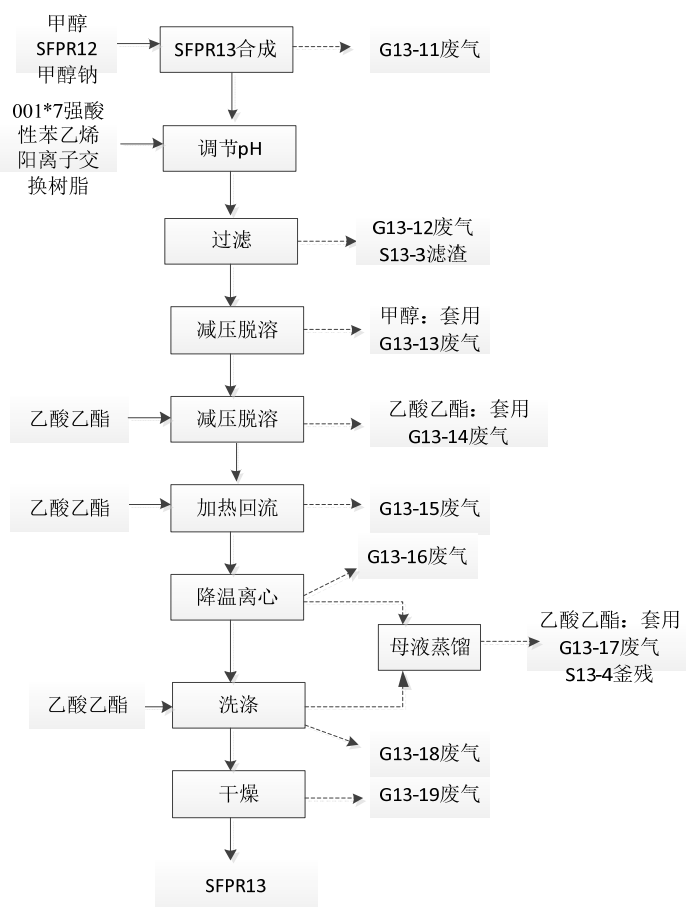 甲醇
SFPR12
甲醇钠
SFPR13合成
G13-11废气
001*7强酸
性苯乙烯
阳离子交
换树脂
调节pH
过滤
G13-12废气
S13-3滤渣
减压脱溶
甲醇：套用
G13-13废气
乙酸乙酯
减压脱溶
乙酸乙酯：套用
G13-14废气
乙酸乙酯
加热回流
G13-15废气
G13-16废气
降温离心
母液蒸馏
乙酸乙酯：套用
G13-17废气
S13-4釜残
乙酸乙酯
洗涤
G13-18废气
干燥
G13-19废气
SFPR13